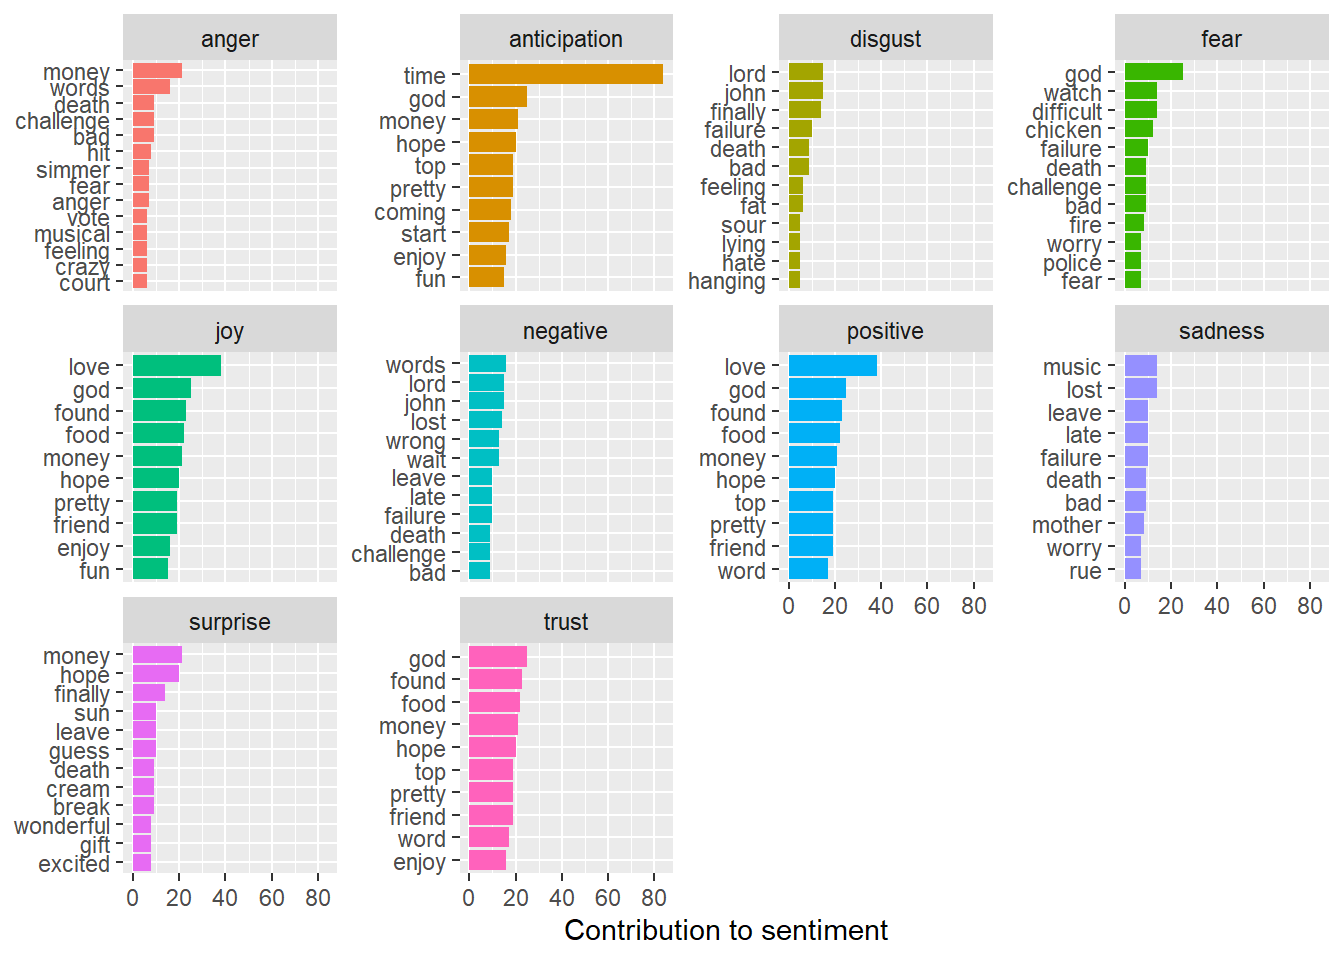 anger
money
words
death
challenge
bad
hit
simmer
fear
anger
vote
musical
feeling
crazy
court
anticipation
time
god
money
hope
top
pretty
coming
start
enjoy
fun
disgust
lord
john
finally
failure
death
bad
feeling
fat
sour
lying
hate
hanging
fear
god
watch
difficult
chicken
failure
death
challenge
bad
fire
worry
police
fear
joy
love
god
found
food
money
hope
pretty
friend
enjoy
fun
negative
words
lord
john
lost
wrong
wait
leave
late
failure
death
challenge
bad
positive
love
god
found
food
money
hope
top
pretty
friend
word
0 20 40 60 80
sadness
music
lost
leave
late
failure
death
bad
mother
worry
rue
0 20 40 60 80
surprise
money
hope
finally
sun
leave
guess
death
cream
break
wonderful
gift
excited
0 20 40 60 80
trust
god
found
food
money
hope
top
pretty
friend
word
enjoy
0 20 40 60 80
Contribution to sentiment